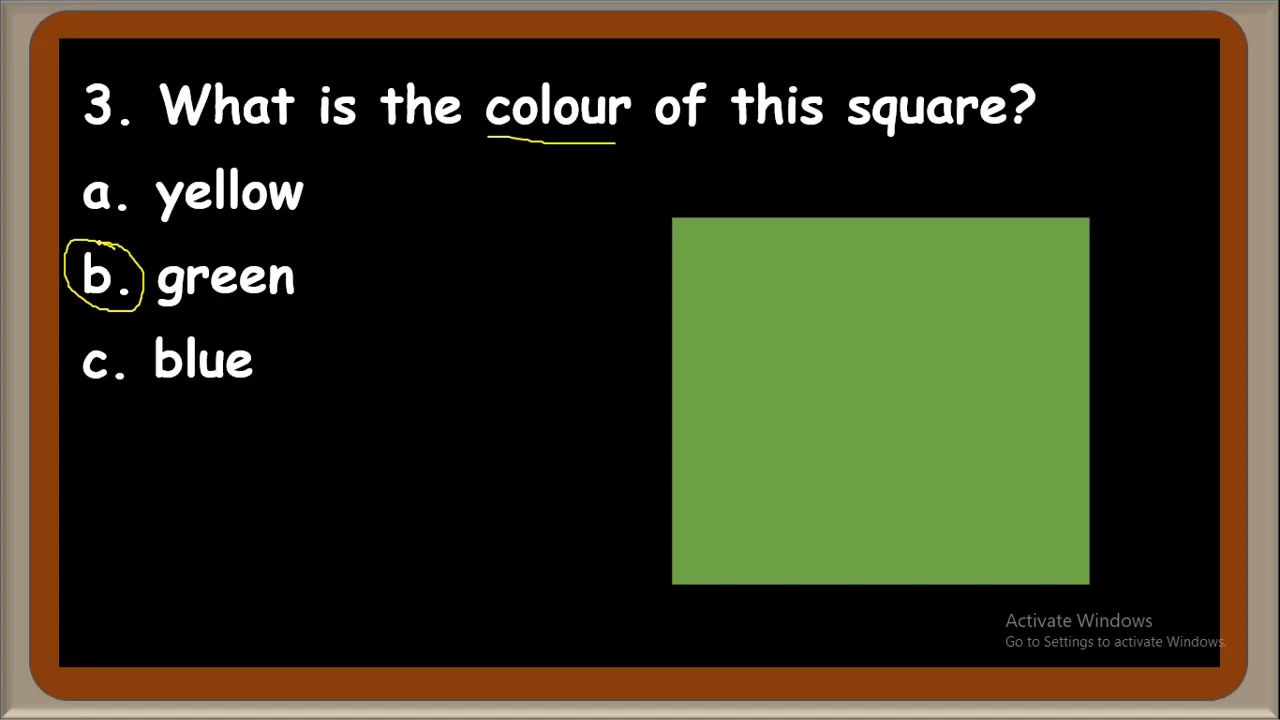 3. What is the colour of this square?
a. yellow
b. green
c. blue
Activate Windows
Go to Settings to activate Windows.